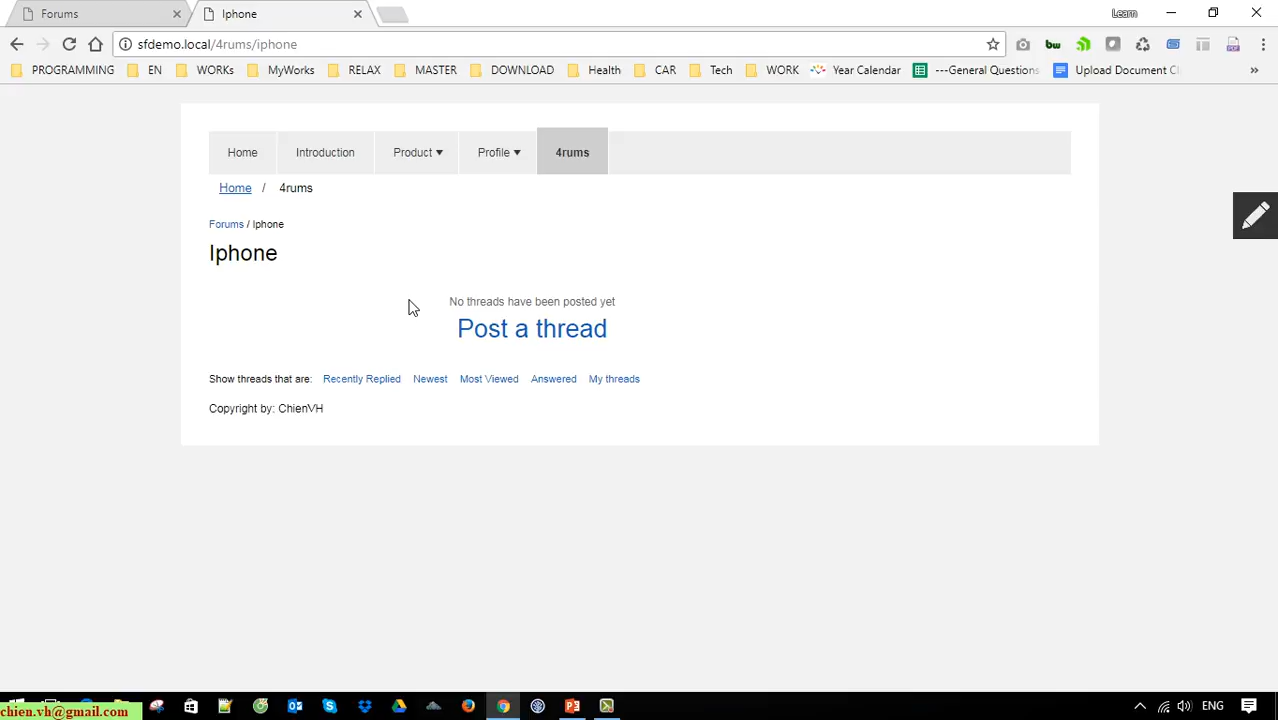 Forums
Iphone
Learn
sfdemo.local/4rums/iphone
PROGRAMMING EN WORKs MyWorks RELAX MASTER DOWNLOAD Health CAR Tech WORK Year Calendar ---General Questions Upload Document
Home Introduction Product Profile 4rums
Home / 4rums
Forums / Iphone
Iphone
No threads have been posted yet
Post a thread
Show threads that are: Recently Replied Newest Most Viewed Answered My threads
Copyright by: ChienVH
ENG
chien.vh@gmail.com